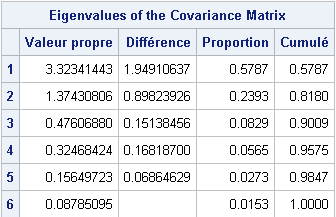 Eigenvalues of the Covariance Matrix
Valeur propre Différence Proportion Cumulé
1 3.32341443 1.94910637 0.5787 0.5787
2 1.37430806 0.89823926 0.2393 0.8180
3 0.47606880 0.15138456 0.0829 0.9009
4 0.32468424 0.16818700 0.0565 0.9575
5 0.15649723 0.06864629 0.0273 0.9847
6 0.08785095 0.0153 1.0000